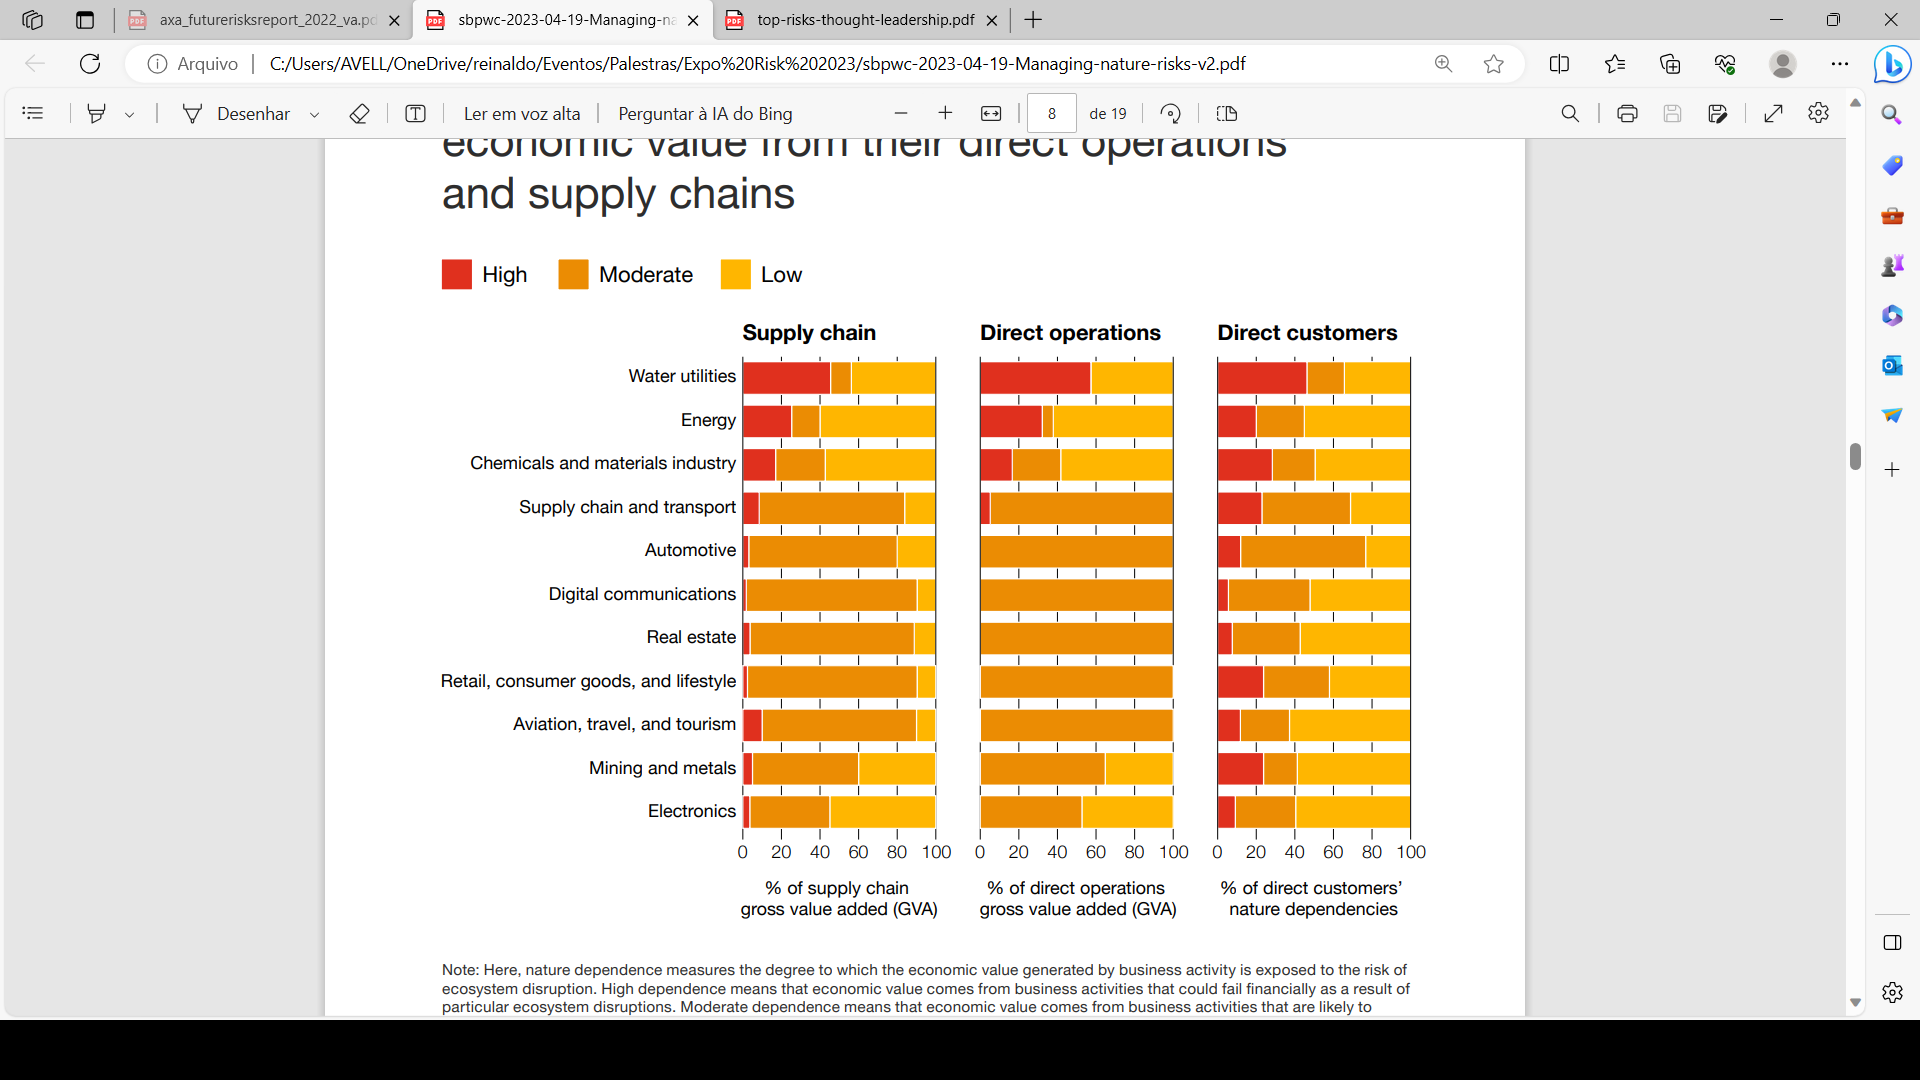 axa_futurerisksreport_2022_va.pd
sbpwc-2023-04-19-Managing-na
top-risks-thought-leadership.pdf
Arquivo
C:/Users/AVELL/OneDrive/reinaldo/Eventos/Palestras/Expo%20Risk%202023/sbpwc-2023-04-19-Managing-nature-risks-v2.pdf
Desenhar
Ler em voz alta
Perguntar à IA do Bing
8 de 19
economic value from their direct operations
and supply chains
High Moderate Low
Supply chain Direct operations Direct customers
Water utilities
Energy
Chemicals and materials industry
Supply chain and transport
Automotive
Digital communications
Real estate
Retail, consumer goods, and lifestyle
Aviation, travel, and tourism
Mining and metals
Electronics
0 20 40 60 80 100 0 20 40 60 80 100 0 20 40 60 80 100
% of supply chain
gross value added (GVA)
% of direct operations
gross value added (GVA)
% of direct customers’
nature dependencies
Note: Here, nature dependence measures the degree to which the economic value generated by business activity is exposed to the risk of
ecosystem disruption. High dependence means that economic value comes from business activities that could fail financially as a result of
particular ecosystem disruptions. Moderate dependence means that economic value comes from business activities that are likely to